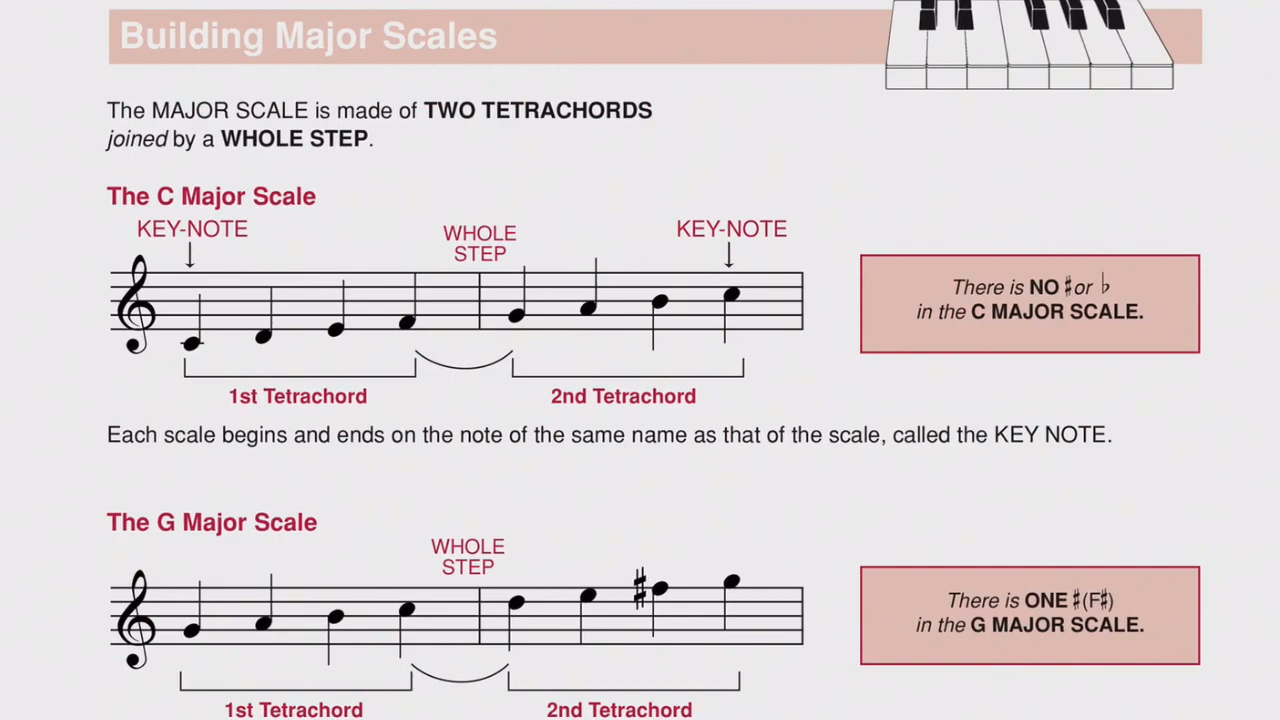 Building Major Scales
The MAJOR SCALE is made of TWO TETRACHORDS
joined by a WHOLE STEP.
The C Major Scale
KEY-NOTE
WHOLE
STEP
KEY-NOTE
There is NO ♯ or ♭
in the C MAJOR SCALE.
1st Tetrachord
2nd Tetrachord
Each scale begins and ends on the note of the same name as that of the scale, called the KEY NOTE.
The G Major Scale
WHOLE
STEP
There is ONE ♯ (F♯)
in the G MAJOR SCALE.
1st Tetrachord
2nd Tetrachord